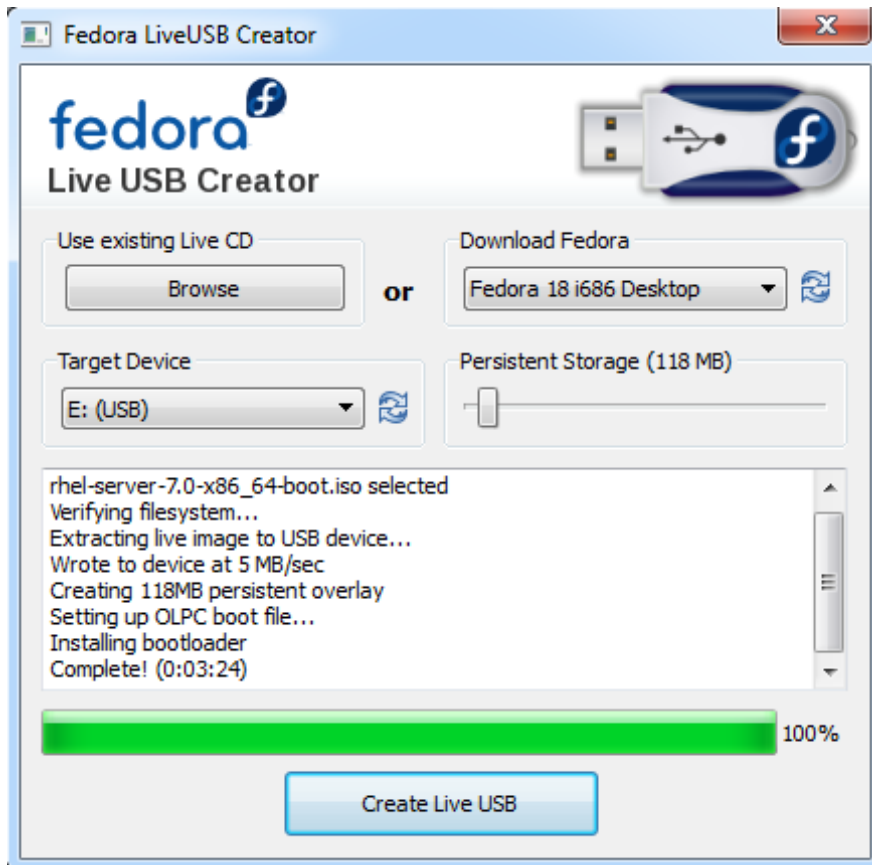 Fedora LiveUSB Creator
fedora
Live USB Creator
Use existing Live CD
Browse
or
Download Fedora
Fedora 18 i686 Desktop
Target Device
E: (USB)
Persistent Storage (118 MB)
rhel-server-7.0-x86_64-boot.iso selected
Verifying filesystem...
Extracting live image to USB device...
Wrote to device at 5 MB/sec
Creating 118MB persistent overlay
Setting up OLPC boot file...
Installing bootloader
Complete! (0:03:24)
100%
Create Live USB